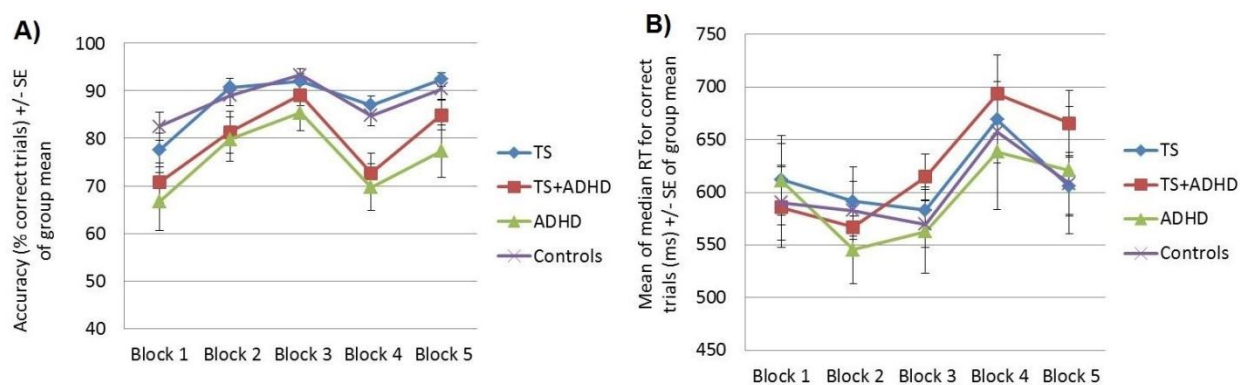 A)
Accuracy (% correct trials) +/- SE
of group mean
100
90
80
70
60
50
40
Block 1 Block 2 Block 3 Block 4 Block 5
TS
TS+ADHD
ADHD
Controls
B)
Mean of median RT for correct
trials (ms) +/- SE of group mean
750
700
650
600
550
500
450
Block 1 Block 2 Block 3 Block 4 Block 5
TS
TS+ADHD
ADHD
Controls